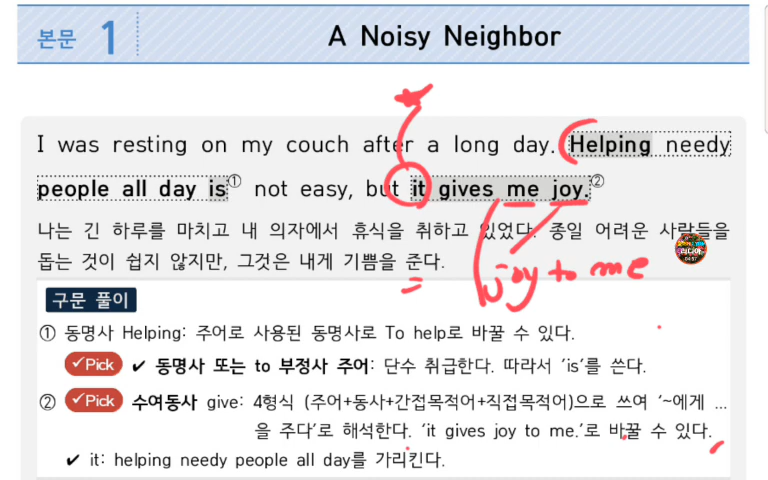 본문 1 A Noisy Neighbor
I was resting on my couch after a long day. Helping needy
people all day is① not easy, but it gives me joy.②
나는 긴 하루를 마치고 내 의자에서 휴식을 취하고 있었다. 종일 어려운 사람들을
돕는 것이 쉽지 않지만, 그것은 내게 기쁨을 준다.
joy to me
구문 풀이
① 동명사 Helping: 주어로 사용된 동명사로 To help로 바꿀 수 있다.
✓Pick ✔ 동명사 또는 to 부정사 주어: 단수 취급한다. 따라서 ‘is’를 쓴다.
② ✓Pick 수여동사 give: 4형식 (주어+동사+간접목적어+직접목적어)으로 쓰여 ‘~에게 …
을 주다’로 해석한다. ‘it gives joy to me.’로 바꿀 수 있다.
✔ it: helping needy people all day를 가리킨다.